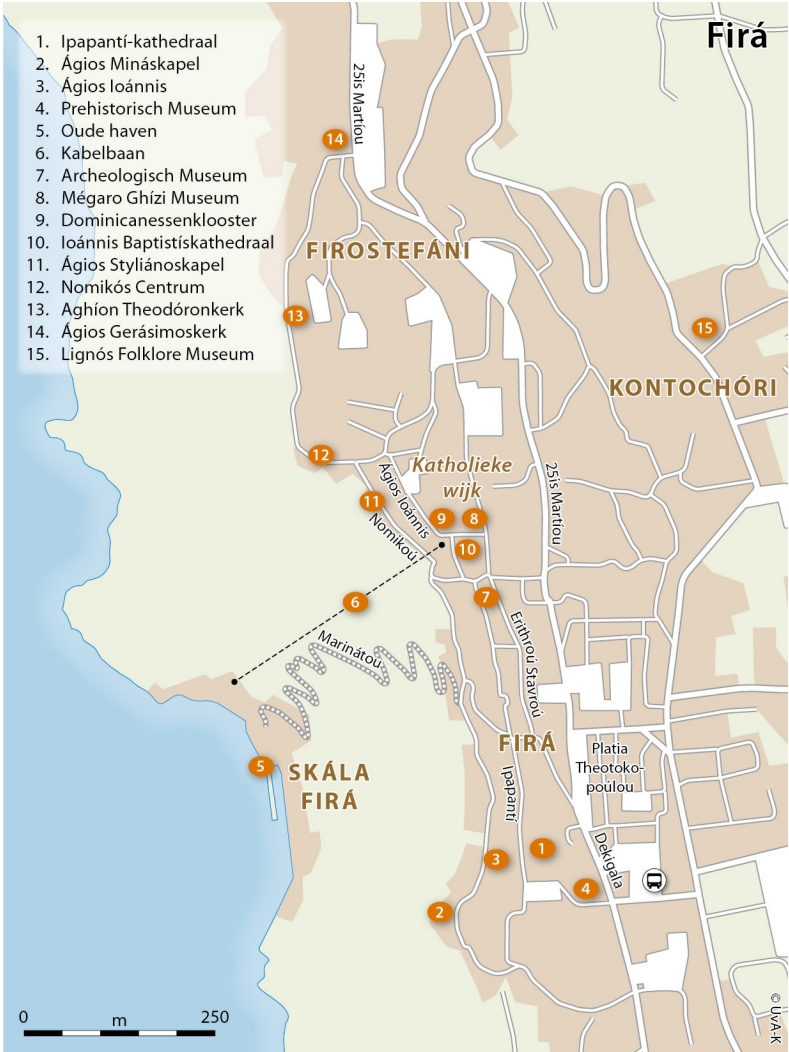 Firá
1. Ipapantí-kathedraal
2. Ágios Mináskapel
3. Ágios Ioánnis
4. Prehistorisch Museum
5. Oude haven
6. Kabelbaan
7. Archeologisch Museum
8. Mégaro Ghízi Museum
9. Dominicanessenklooster
10. Ioánnis Baptistískathedraal
11. Ágios Styliánoskapel
12. Nomikós Centrum
13. Aghíon Theodóronkerk
14. Ágios Gerásimoskerk
15. Lignós Folklore Museum
25is Martíou
14
FIROSTEFÁNI
13
15
KONTOCHÓRI
12
Katholieke
wijk
Ágios Ioánnis
25is Martíou
11
Nomikoú
9
8
10
6
7
Marinátou
Erithroú Stavroú
FIRÁ
Platia
Theotoko-
poúlou
5
SKÁLA
FIRÁ
Ipapantí
1
3
Dekigala
4
2
0
m
250
© UvA-K